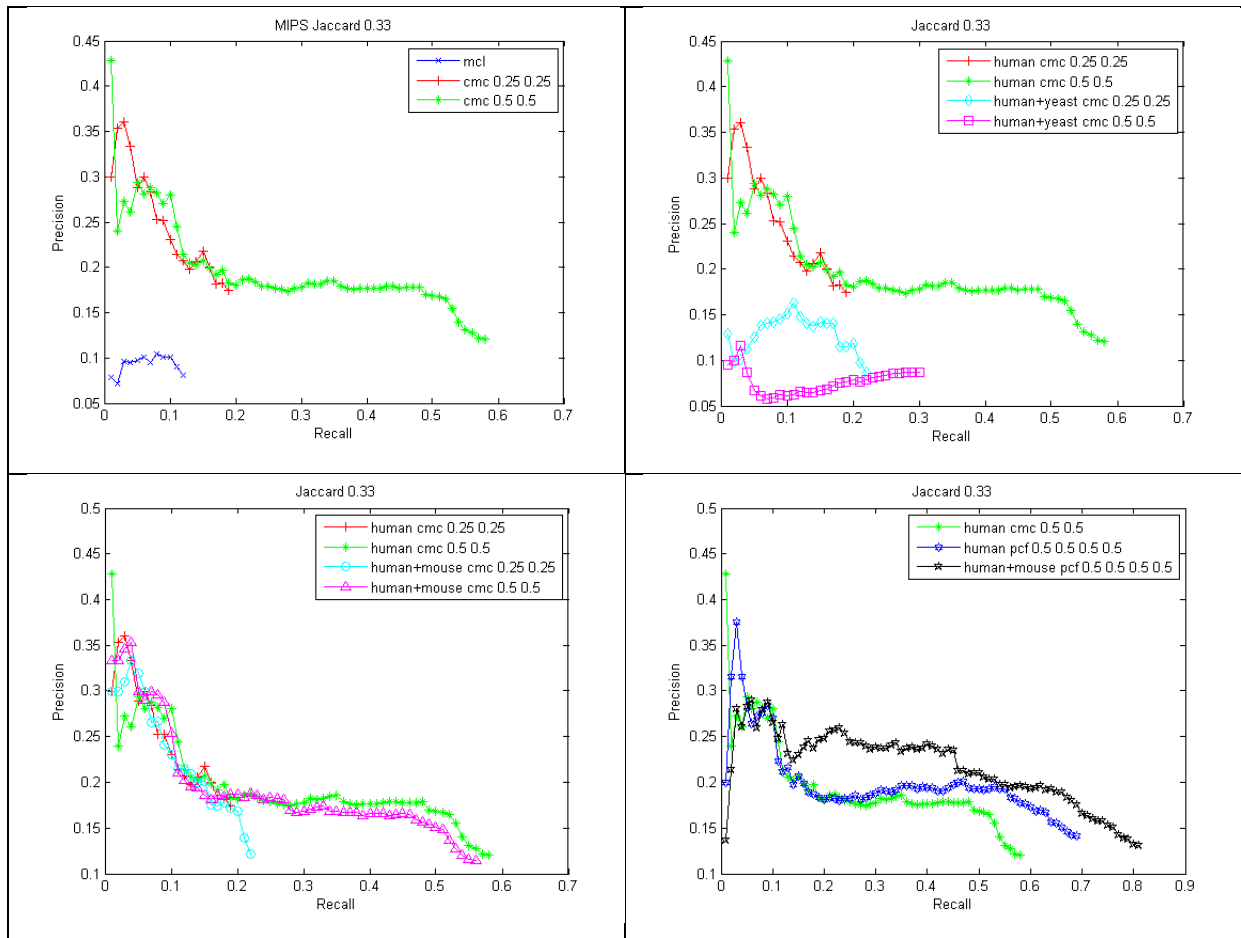 MIPS Jaccard 0.33
0.45
0.4
0.35
0.3
0.25
0.2
0.15
0.1
0.05
Precision
mcl
cmc 0.25 0.25
cmc 0.5 0.5
0 0.1 0.2 0.3 0.4 0.5 0.6 0.7
Recall
Jaccard 0.33
0.45
0.4
0.35
0.3
0.25
0.2
0.15
0.1
0.05
Precision
human cmc 0.25 0.25
human cmc 0.5 0.5
human+yeast cmc 0.25 0.25
human+yeast cmc 0.5 0.5
0 0.1 0.2 0.3 0.4 0.5 0.6 0.7
Recall
Jaccard 0.33
0.5
0.45
0.4
0.35
0.3
0.25
0.2
0.15
0.1
Precision
human cmc 0.25 0.25
human cmc 0.5 0.5
human+mouse cmc 0.25 0.25
human+mouse cmc 0.5 0.5
0 0.1 0.2 0.3 0.4 0.5 0.6 0.7
Recall
Jaccard 0.33
0.5
0.45
0.4
0.35
0.3
0.25
0.2
0.15
0.1
Precision
human cmc 0.5 0.5
human pcf 0.5 0.5 0.5 0.5
human+mouse pcf 0.5 0.5 0.5 0.5
0 0.1 0.2 0.3 0.4 0.5 0.6 0.7 0.8 0.9
Recall